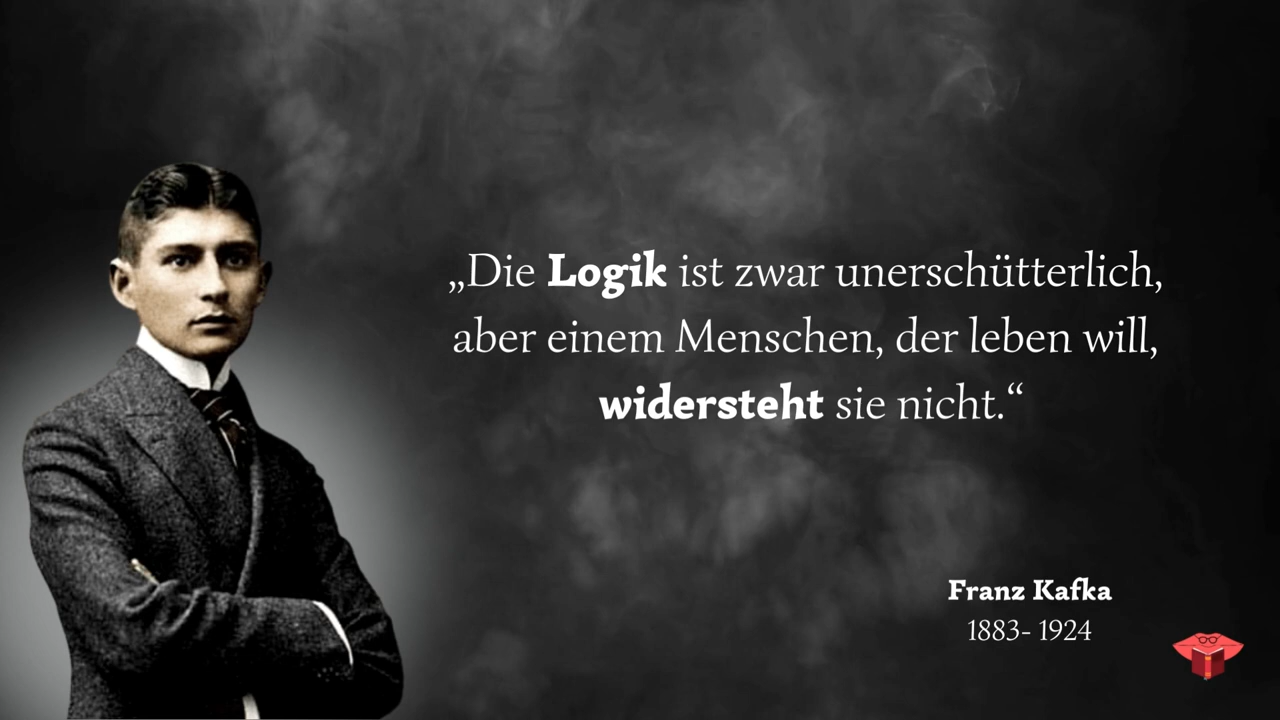 „Die Logik ist zwar unerschütterlich,
aber einem Menschen, der leben will,
widersteht sie nicht.“
Franz Kafka
1883- 1924